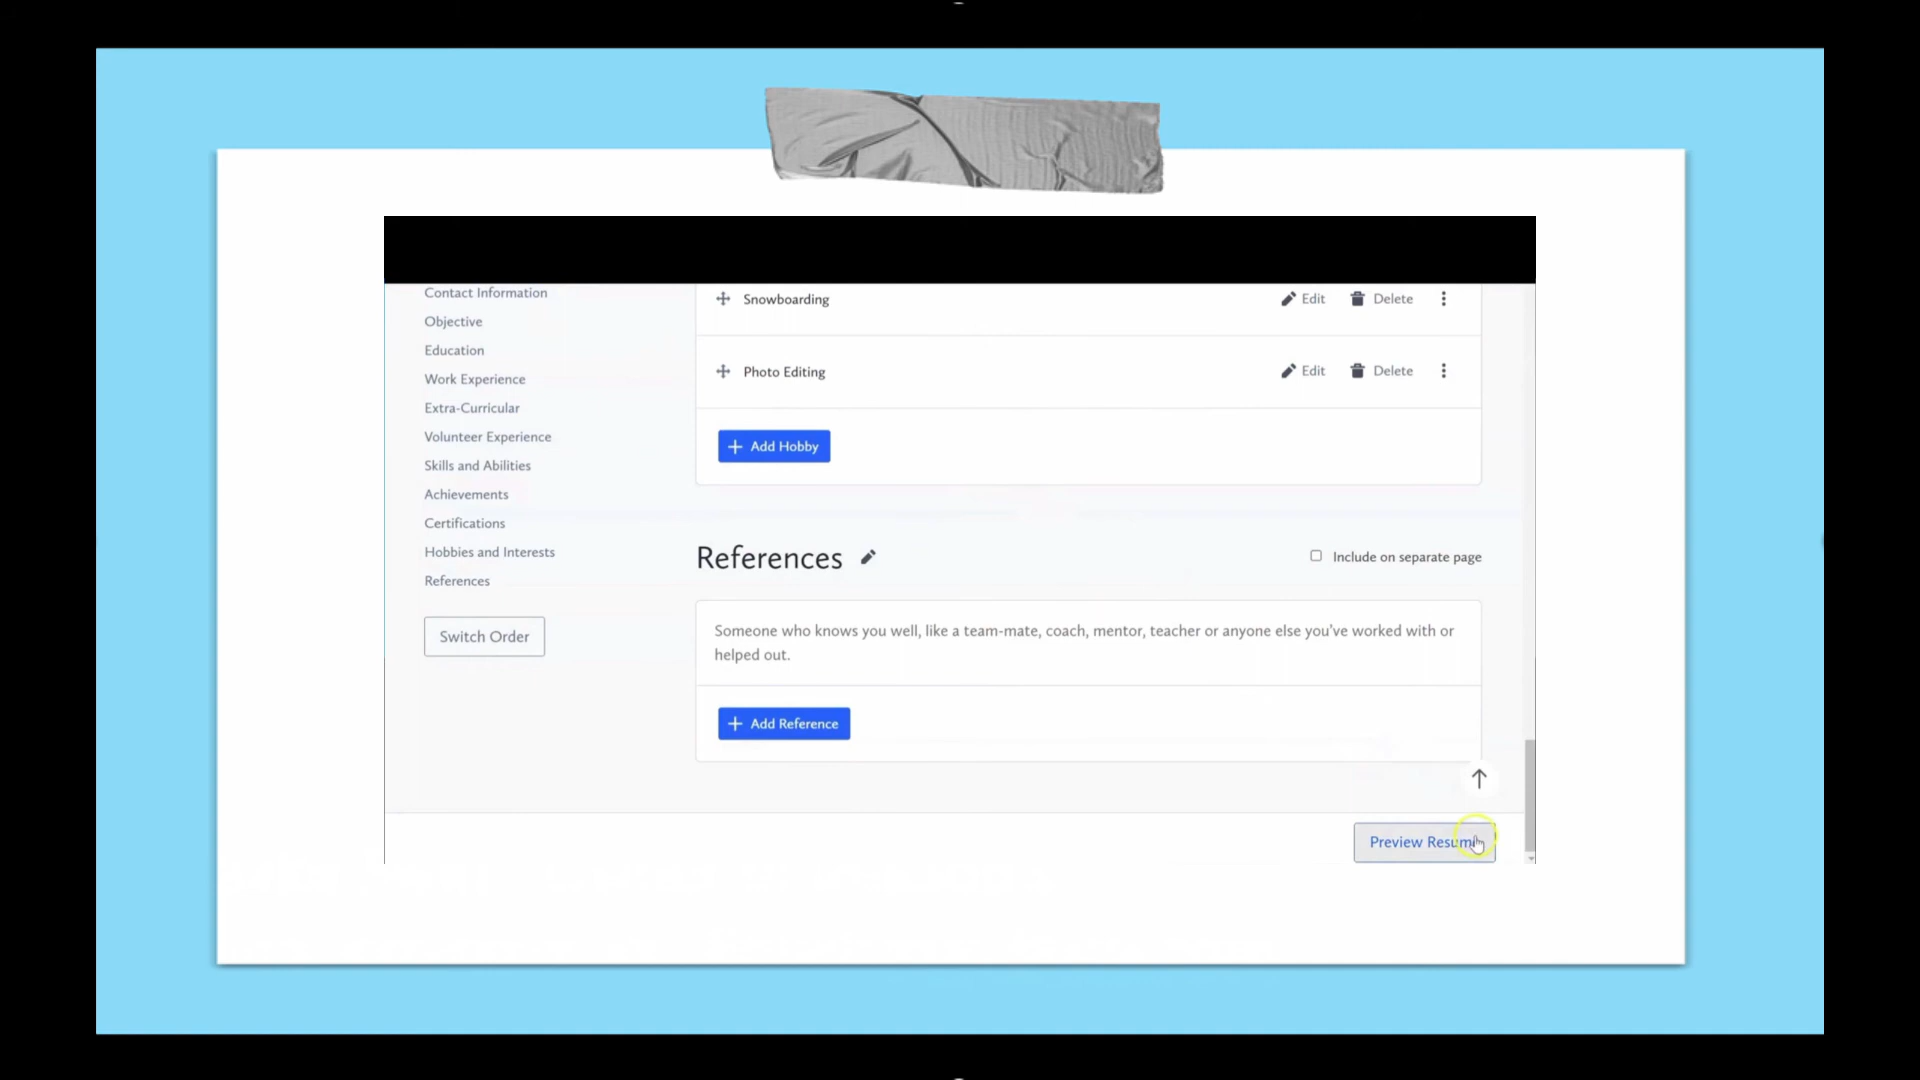 Contact Information
Objective
Education
Work Experience
Extra-Curricular
Volunteer Experience
Skills and Abilities
Achievements
Certifications
Hobbies and Interests
References
Switch Order
Snowboarding
Edit Delete
Photo Editing
Edit Delete
Add Hobby
References
Include on separate page
Someone who knows you well, like a team-mate, coach, mentor, teacher or anyone else you've worked with or
helped out.
Add Reference
Preview Resume